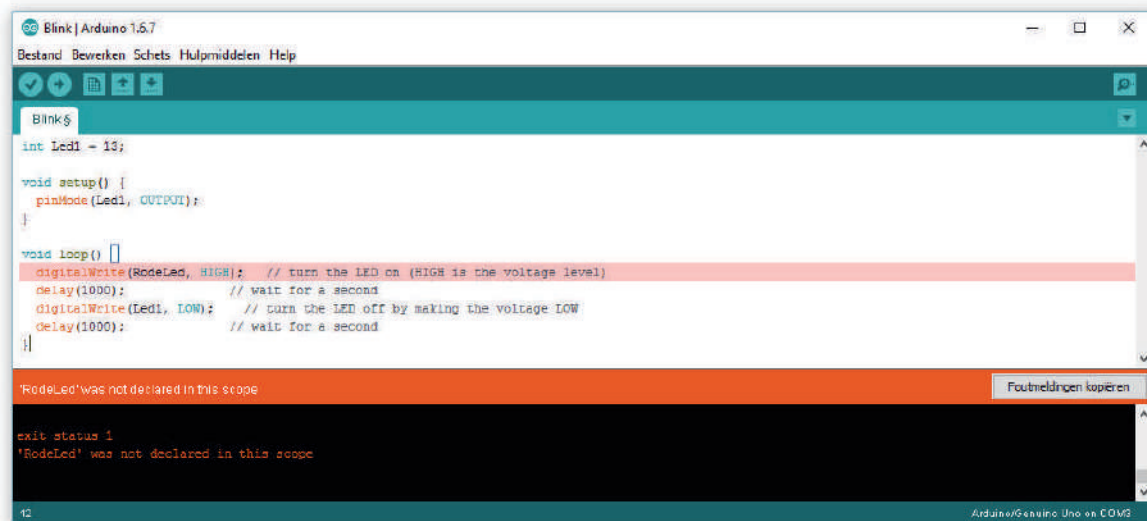 Blink | Arduino 1.6.7
Bestand Bewerken Schets Hulpmiddelen Help
Blink§
int Led1 = 13;
void setup() {
pinMode(Led1, OUTPUT);
}
void loop() {
digitalWrite(RodeLed, HIGH); // turn the LED on (HIGH is the voltage level)
delay(1000); // wait for a second
digitalWrite(Led1, LOW); // turn the LED off by making the voltage LOW
delay(1000); // wait for a second
}
'RodeLed' was not declared in this scope
Foutmeldingen kopiëren
exit status 1
'RodeLed' was not declared in this scope
12
Arduino/Genuino Uno on COM3